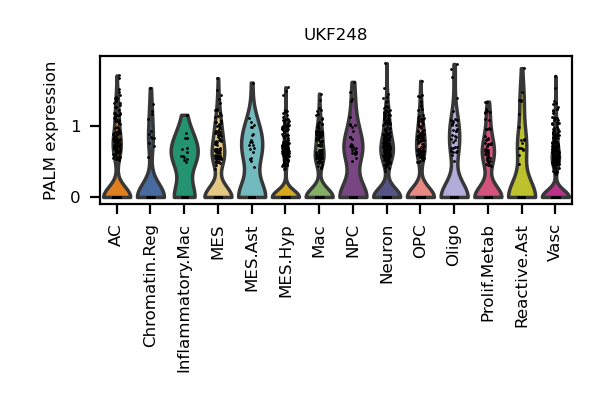 UKF248
PALM expression
1
0
AC
Chromatin.Reg
Inflammatory.Mac
MES
MES.Ast
MES.Hyp
Mac
NPC
Neuron
OPC
Oligo
Prolif.Metab
Reactive.Ast
Vasc